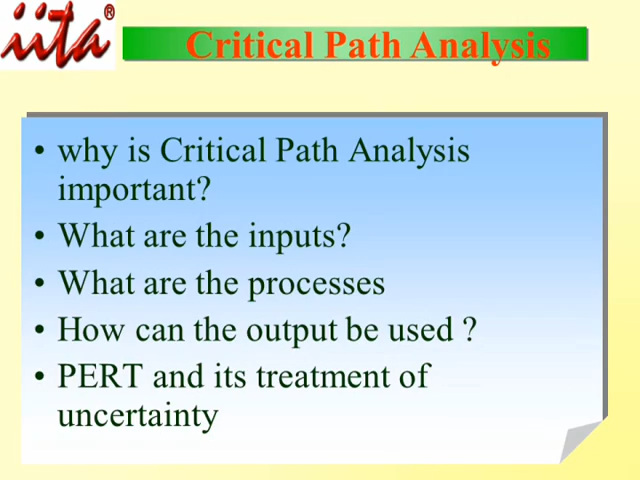 iita®
Critical Path Analysis
• why is Critical Path Analysis
important?
• What are the inputs?
• What are the processes
• How can the output be used ?
• PERT and its treatment of
uncertainty